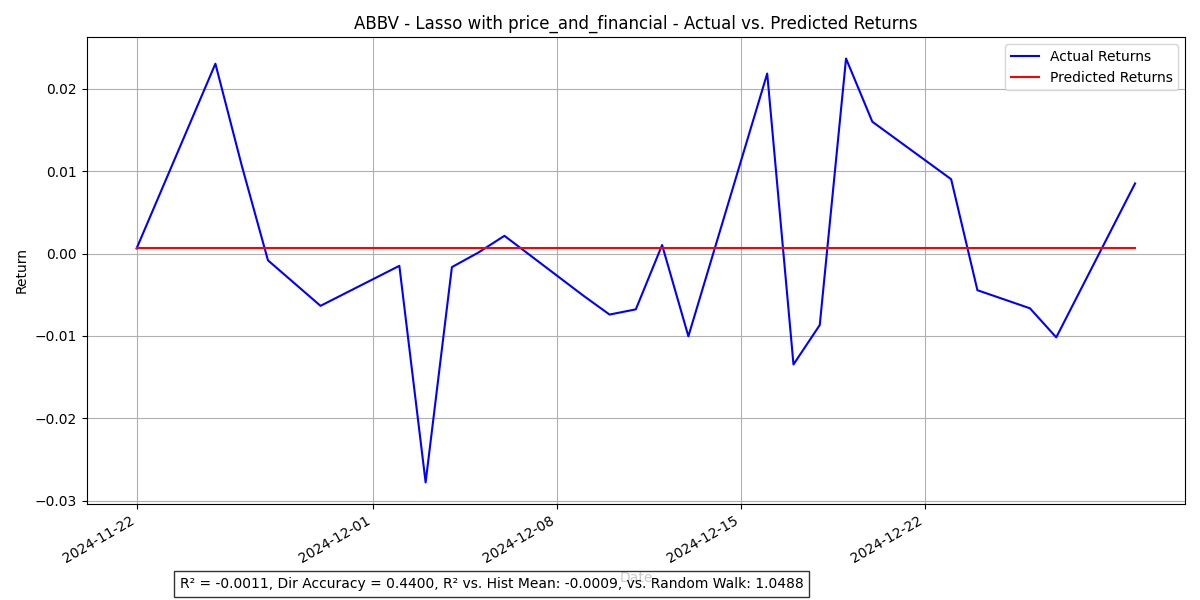 ABBV - Lasso with price_and_financial - Actual vs. Predicted Returns
Actual Returns
Predicted Returns
Return
0.02
0.01
0.00
−0.01
−0.02
−0.03
2024-11-22
2024-12-01
2024-12-08
2024-12-15
2024-12-22
Date
R² = -0.0011, Dir Accuracy = 0.4400, R² vs. Hist Mean: -0.0009, vs. Random Walk: 1.0488